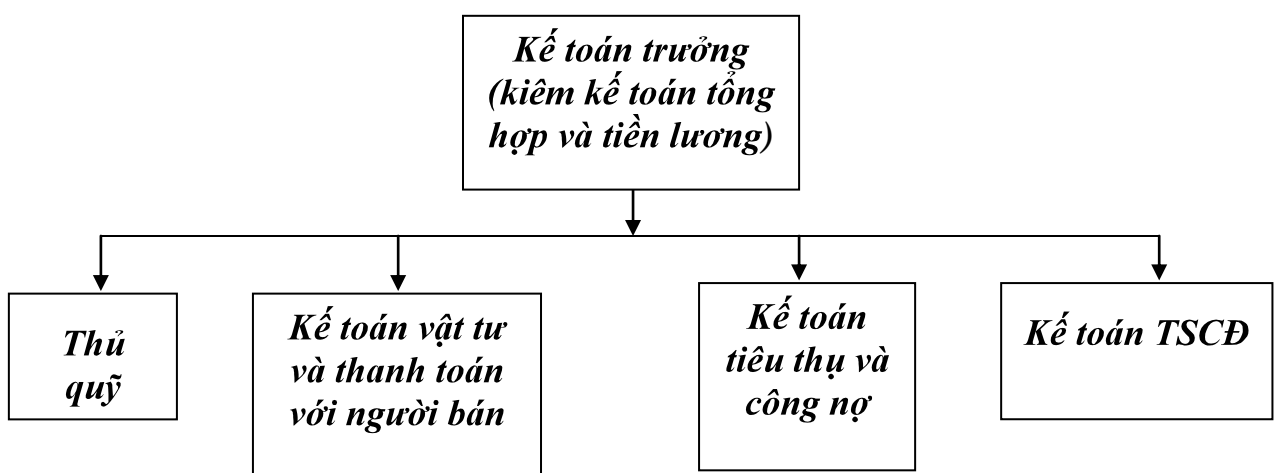 Kế toán trưởng
(kiêm kế toán tổng
hợp và tiền lương)
Thủ
quỹ
Kế toán vật tư
và thanh toán
với người bán
Kế toán
tiêu thụ và
công nợ
Kế toán TSCĐ